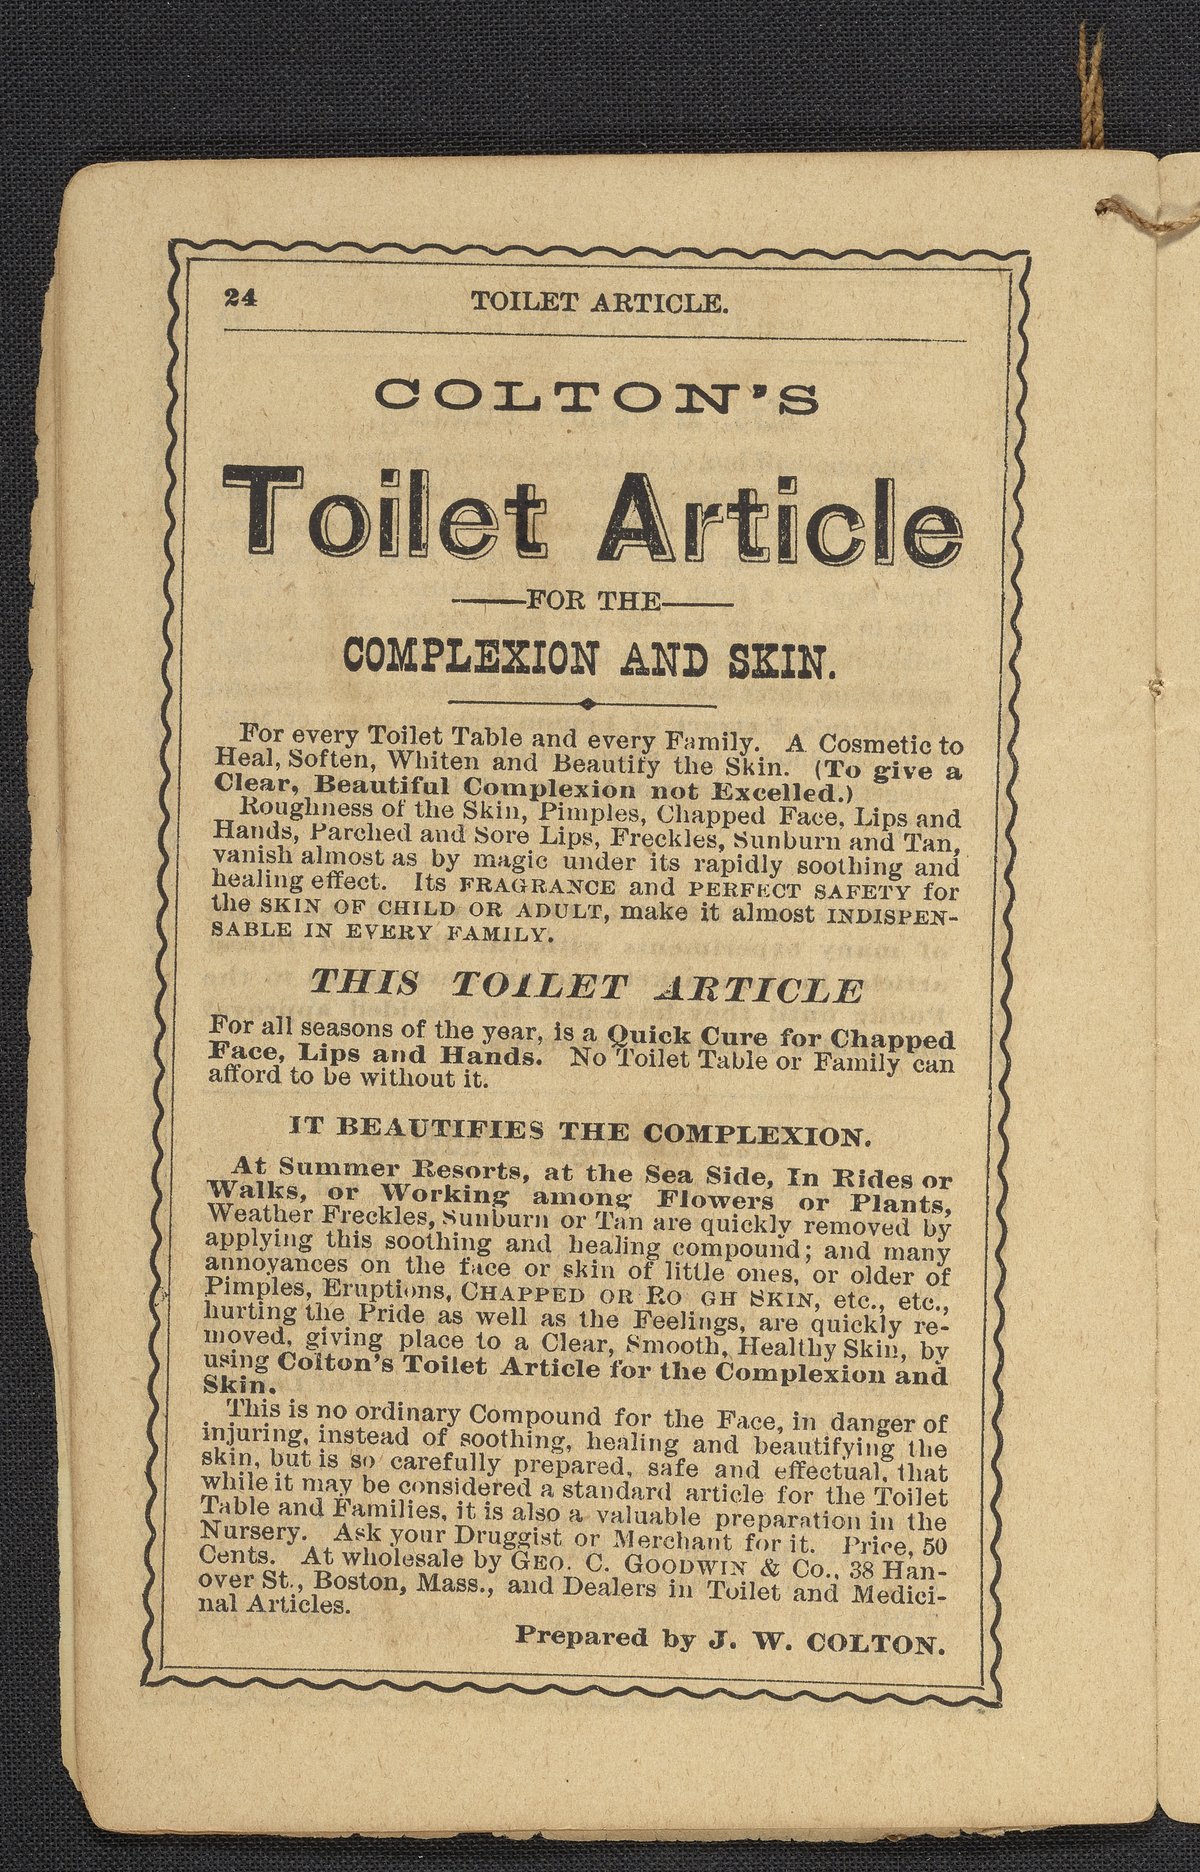 24 TOILET ARTICLE.
COLTON'S
Toilet Article
FOR THE
COMPLEXION AND SKIN.
For every Toilet Table and every Family. A Cosmetic to
Heal, Soften, Whiten and Beautify the Skin. (To give a
Clear, Beautiful Complexion not Excelled.)
Roughness of the Skin, Pimples, Chapped Face, Lips and
Hands, Parched and Sore Lips, Freckles, Sunburn and Tan,
vanish almost as by magic under its rapidly soothing and
healing effect. Its FRAGRANCE and PERFECT SAFETY for
the SKIN OF CHILD OR ADULT, make it almost INDISPEN-
SABLE IN EVERY FAMILY.
THIS TOILET ARTICLE
For all seasons of the year, is a Quick Cure for Chapped
Face, Lips and Hands. No Toilet Table or Family can
afford to be without it.
IT BEAUTIFIES THE COMPLEXION.
At Summer Resorts, at the Sea Side, In Rides or
Walks, or Working among Flowers or Plants,
Weather Freckles, Sunburn or Tan are quickly removed by
applying this soothing and healing compound; and many
annoyances on the face or skin of little ones, or older of
Pimples, Eruptions, CHAPPED OR RO GH SKIN, etc., etc.,
hurting the Pride as well as the Feelings, are quickly re-
moved, giving place to a Clear, Smooth, Healthy Skin, by
using Colton's Toilet Article for the Complexion and
Skin.
This is no ordinary Compound for the Face, in danger of
injuring, instead of soothing, healing and beautifying the
skin, but is so carefully prepared, safe and effectual, that
while it may be considered a standard article for the Toilet
Table and Families, it is also a valuable preparation in the
Nursery. Ask your Druggist or Merchant for it. Price, 50
Cents. At wholesale by GEO. C. GOODWIN & Co., 38 Han-
over St., Boston, Mass., and Dealers in Toilet and Medici-
nal Articles.
Prepared by J. W. COLTON.